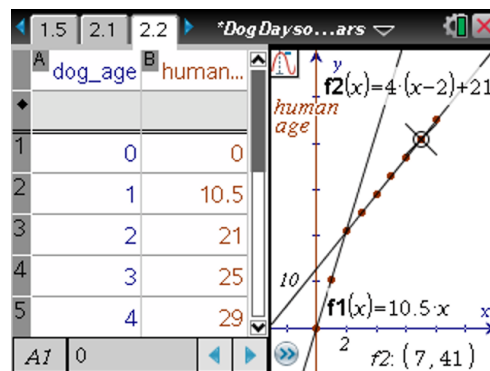 1.5 2.1 2.2 *Dog Dayso...ars
A dog_age B human...
◆
1 0 0
2 1 10.5
3 2 21
4 3 25
5 4 29
A1 0
y
f2(x)=4·(x-2)+21
human
age
10
f1(x)=10.5·x
x
2
f2: (7, 41)